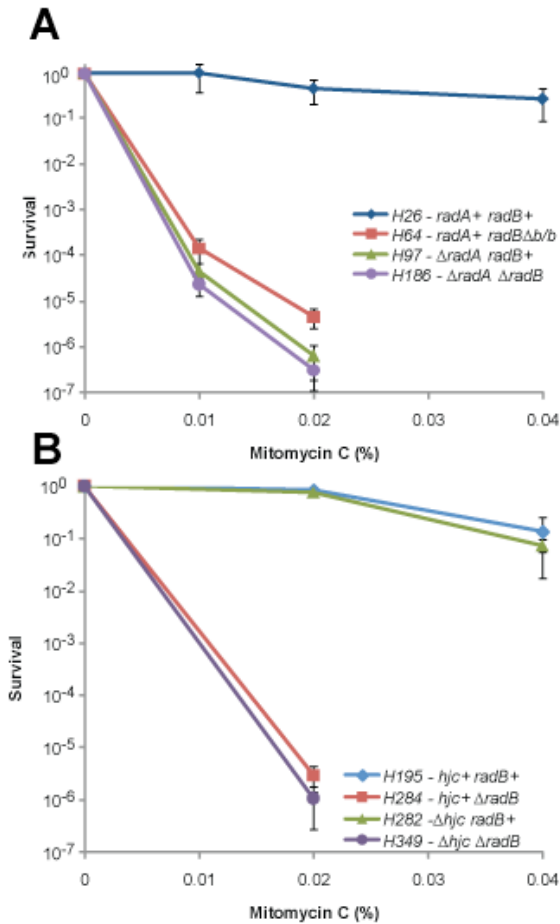 A
10⁰
10⁻¹
10⁻²
10⁻³
10⁻⁴
10⁻⁵
10⁻⁶
10⁻⁷
Survival
H26 - radA+ radB+
H64 - radA+ radBΔb/b
H97 - ΔradA radB+
H186 - ΔradA ΔradB
0 0.01 0.02 0.03 0.04
Mitomycin C (%)
B
10⁰
10⁻¹
10⁻²
10⁻³
10⁻⁴
10⁻⁵
10⁻⁶
10⁻⁷
Survival
H195 - hjc+ radB+
H284 - hjc+ ΔradB
H282 -Δhjc radB+
H349 - Δhjc ΔradB
0 0.01 0.02 0.03 0.04
Mitomycin C (%)